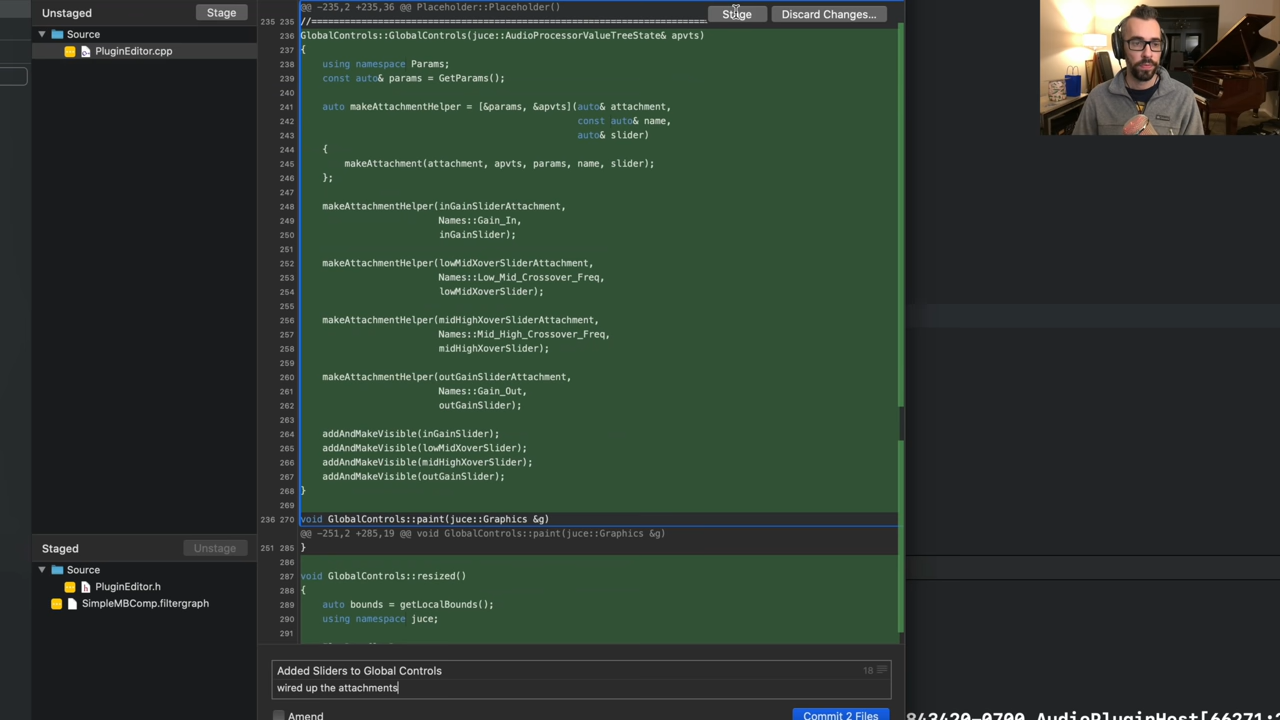 Unstaged
Stage
Source
PluginEditor.cpp
@@ -235,2 +235,36 @@ Placeholder::Placeholder()
Stage
Discard Changes...
235 235 //==============================================================================
236 GlobalControls::GlobalControls(juce::AudioProcessorValueTreeState& apvts)
237 {
238 using namespace Params;
239 const auto& params = GetParams();
240
241 auto makeAttachmentHelper = [&params, &apvts](auto& attachment,
242 const auto& name,
243 auto& slider)
244 {
245 makeAttachment(attachment, apvts, params, name, slider);
246 };
247
248 makeAttachmentHelper(inGainSliderAttachment,
249 Names::Gain_In,
250 inGainSlider);
251
252 makeAttachmentHelper(lowMidXoverSliderAttachment,
253 Names::Low_Mid_Crossover_Freq,
254 lowMidXoverSlider);
255
256 makeAttachmentHelper(midHighXoverSliderAttachment,
257 Names::Mid_High_Crossover_Freq,
258 midHighXoverSlider);
259
260 makeAttachmentHelper(outGainSliderAttachment,
261 Names::Gain_Out,
262 outGainSlider);
263
264 addAndMakeVisible(inGainSlider);
265 addAndMakeVisible(lowMidXoverSlider);
266 addAndMakeVisible(midHighXoverSlider);
267 addAndMakeVisible(outGainSlider);
268 }
269
236 270 void GlobalControls::paint(juce::Graphics &g)
@@ -251,2 +285,19 @@ void GlobalControls::paint(juce::Graphics &g)
251 285 }
286
287 void GlobalControls::resized()
288 {
289 auto bounds = getLocalBounds();
290 using namespace juce;
291
Staged
Unstage
Source
PluginEditor.h
SimpleMBComp.filtergraph
Added Sliders to Global Controls
18
wired up the attachments
Amend
Commit 2 Files
843420-0700 AudioPluginHost[66271:2